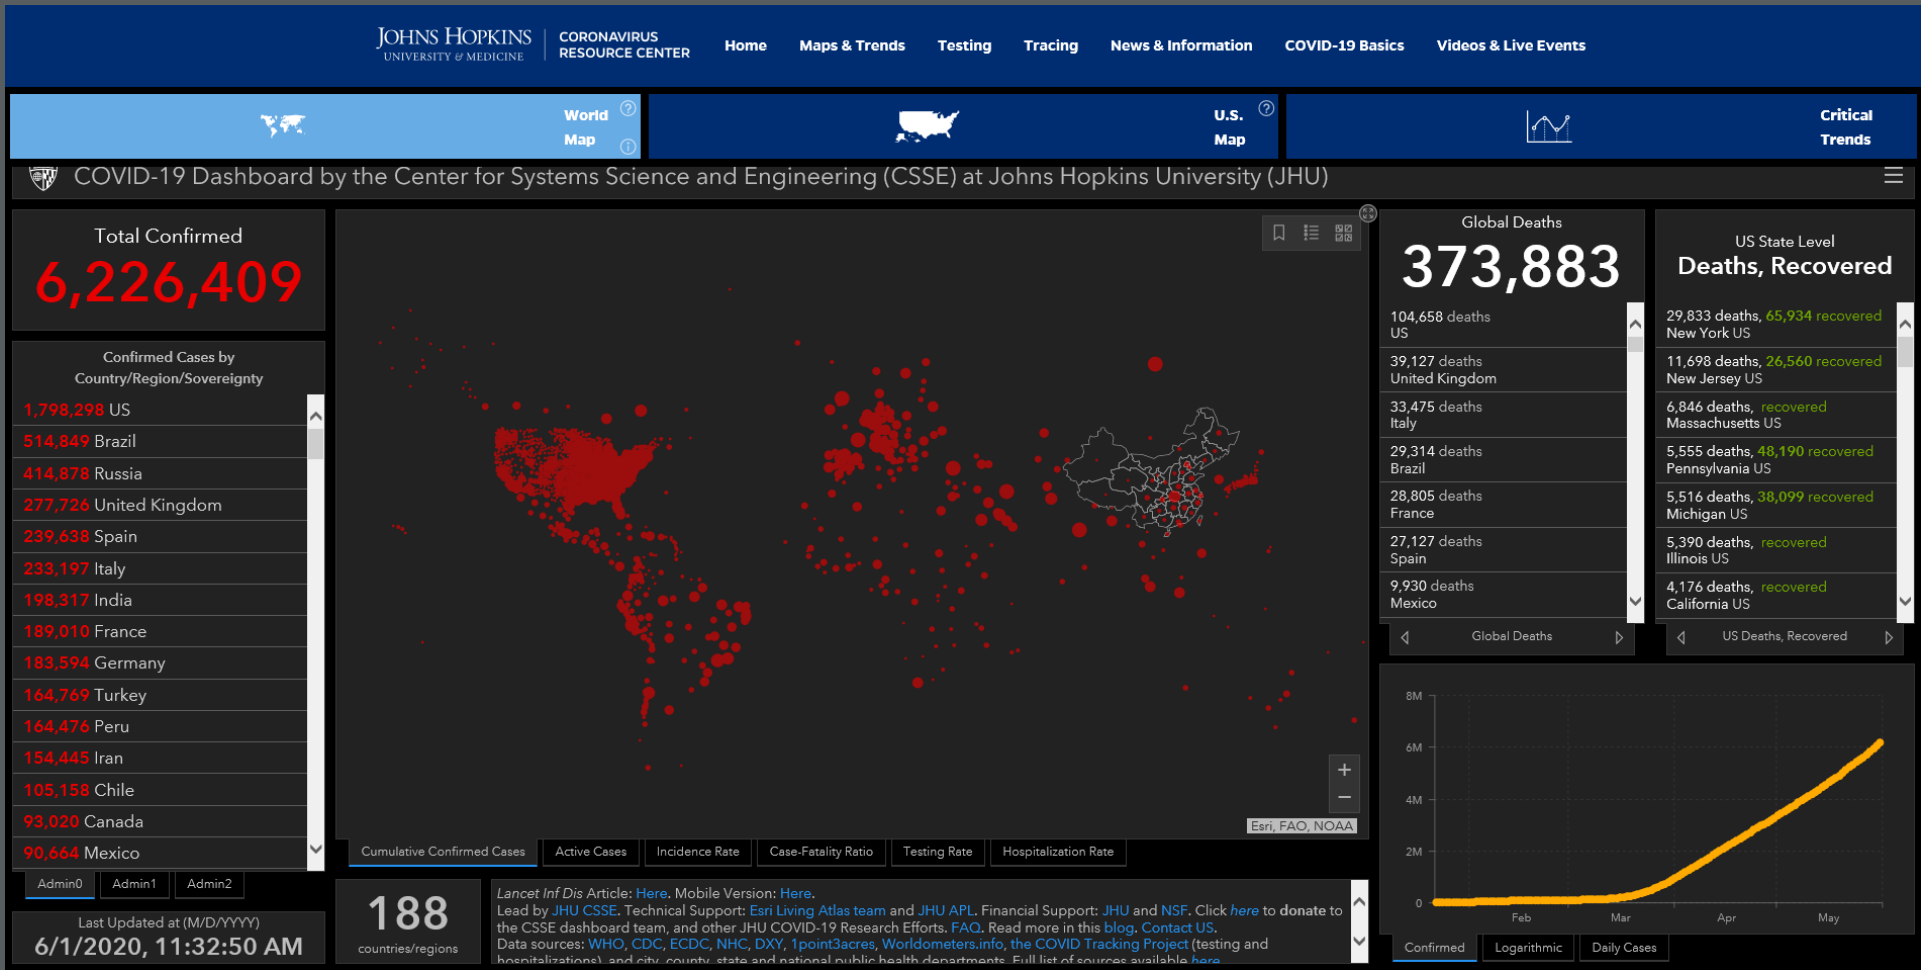 JOHNS HOPKINS
UNIVERSITY & MEDICINE
CORONAVIRUS
RESOURCE CENTER
Home
Maps & Trends
Testing
Tracing
News & Information
COVID-19 Basics
Videos & Live Events
World
Map
U.S.
Map
Critical
Trends
COVID-19 Dashboard by the Center for Systems Science and Engineering (CSSE) at Johns Hopkins University (JHU)
Total Confirmed
6,226,409
Confirmed Cases by
Country/Region/Sovereignty
1,798,298 US
514,849 Brazil
414,878 Russia
277,726 United Kingdom
239,638 Spain
233,197 Italy
198,317 India
189,010 France
183,594 Germany
164,769 Turkey
164,476 Peru
154,445 Iran
105,158 Chile
93,020 Canada
90,664 Mexico
Admin0
Admin1
Admin2
Last Updated at (M/D/YYYY)
6/1/2020, 11:32:50 AM
Esri, FAO, NOAA
Cumulative Confirmed Cases
Active Cases
Incidence Rate
Case-Fatality Ratio
Testing Rate
Hospitalization Rate
188
countries/regions
Lancet Inf Dis Article: Here. Mobile Version: Here.
Lead by JHU CSSE. Technical Support: Esri Living Atlas team and JHU APL. Financial Support: JHU and NSF. Click here to donate to
the CSSE dashboard team, and other JHU COVID-19 Research Efforts. FAQ. Read more in this blog. Contact US.
Data sources: WHO, CDC, ECDC, NHC, DXY, 1point3acres, Worldometers.info, the COVID Tracking Project (testing and
hospitalizations), and city, county, state and national public health departments. Full list of sources available here.
Global Deaths
373,883
104,658 deaths
US
39,127 deaths
United Kingdom
33,475 deaths
Italy
29,314 deaths
Brazil
28,805 deaths
France
27,127 deaths
Spain
9,930 deaths
Mexico
Global Deaths
US State Level
Deaths, Recovered
29,833 deaths, 65,934 recovered
New York US
11,698 deaths, 26,560 recovered
New Jersey US
6,846 deaths, recovered
Massachusetts US
5,555 deaths, 48,190 recovered
Pennsylvania US
5,516 deaths, 38,099 recovered
Michigan US
5,390 deaths, recovered
Illinois US
4,176 deaths, recovered
California US
US Deaths, Recovered
8M
6M
4M
2M
0
Feb
Mar
Apr
May
Confirmed
Logarithmic
Daily Cases